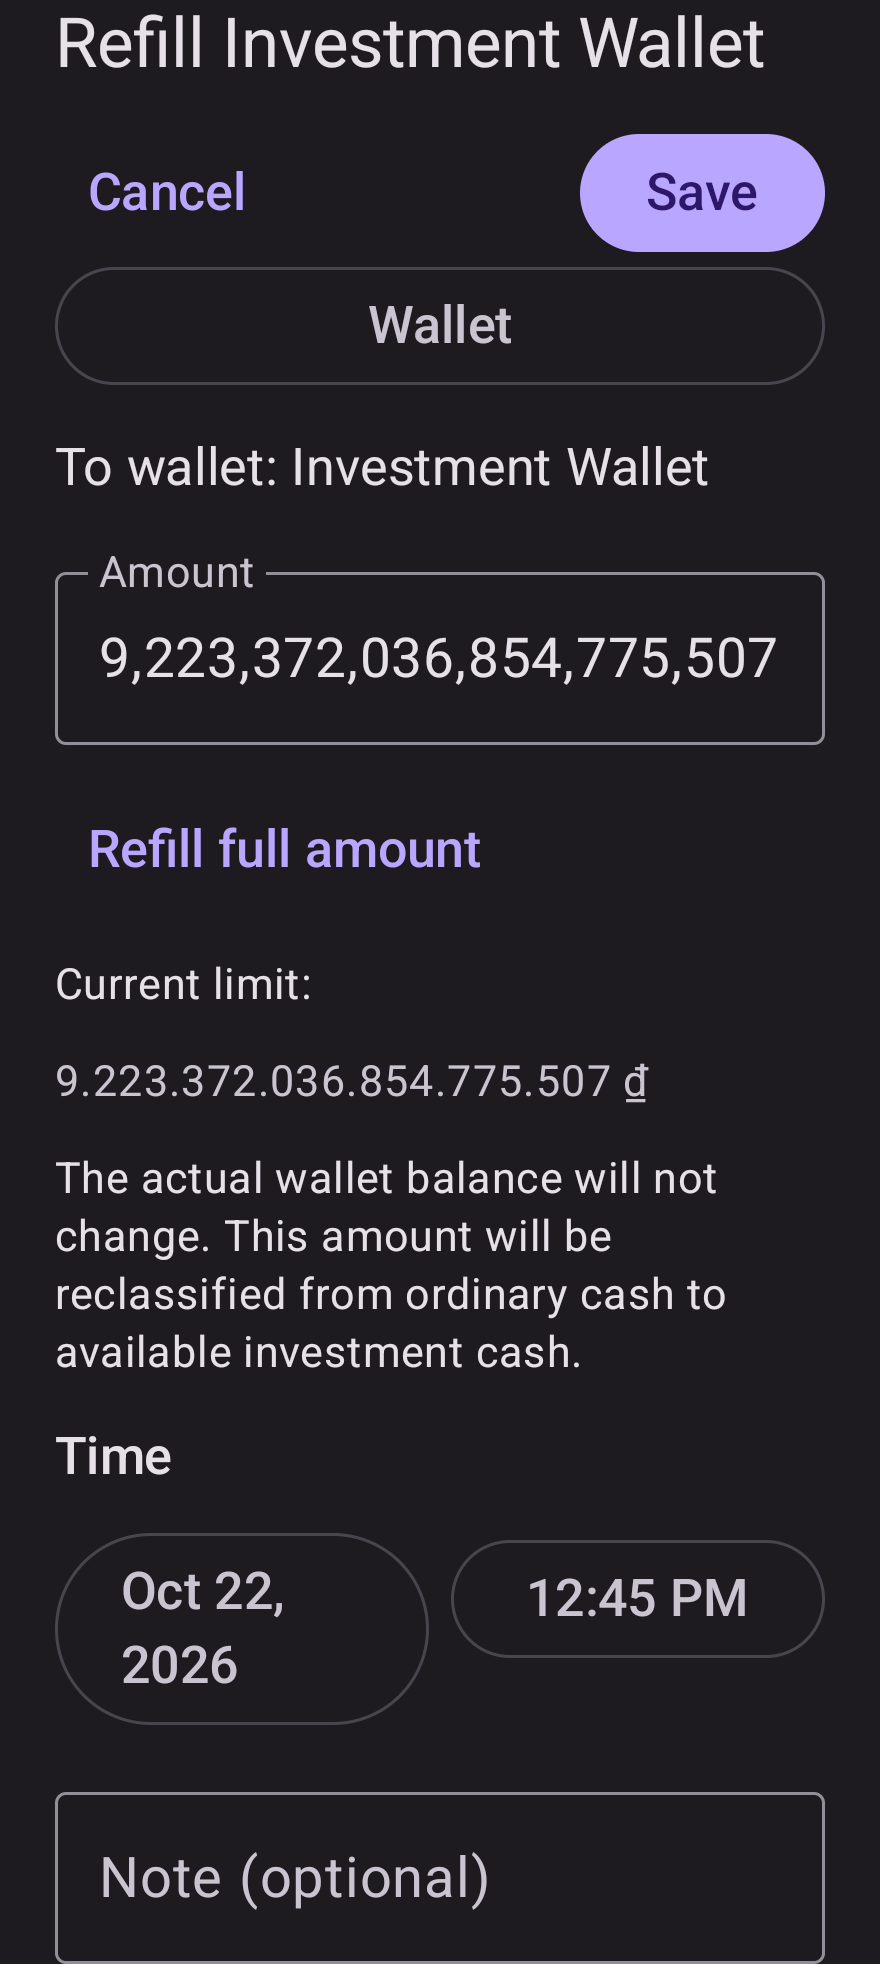 Refill Investment Wallet
Cancel
Save
Wallet
To wallet: Investment Wallet
Amount
9,223,372,036,854,775,507
Refill full amount
Current limit:
9.223.372.036.854.775.507 ₫
The actual wallet balance will not
change. This amount will be
reclassified from ordinary cash to
available investment cash.
Time
Oct 22,
2026
12:45 PM
Note (optional)